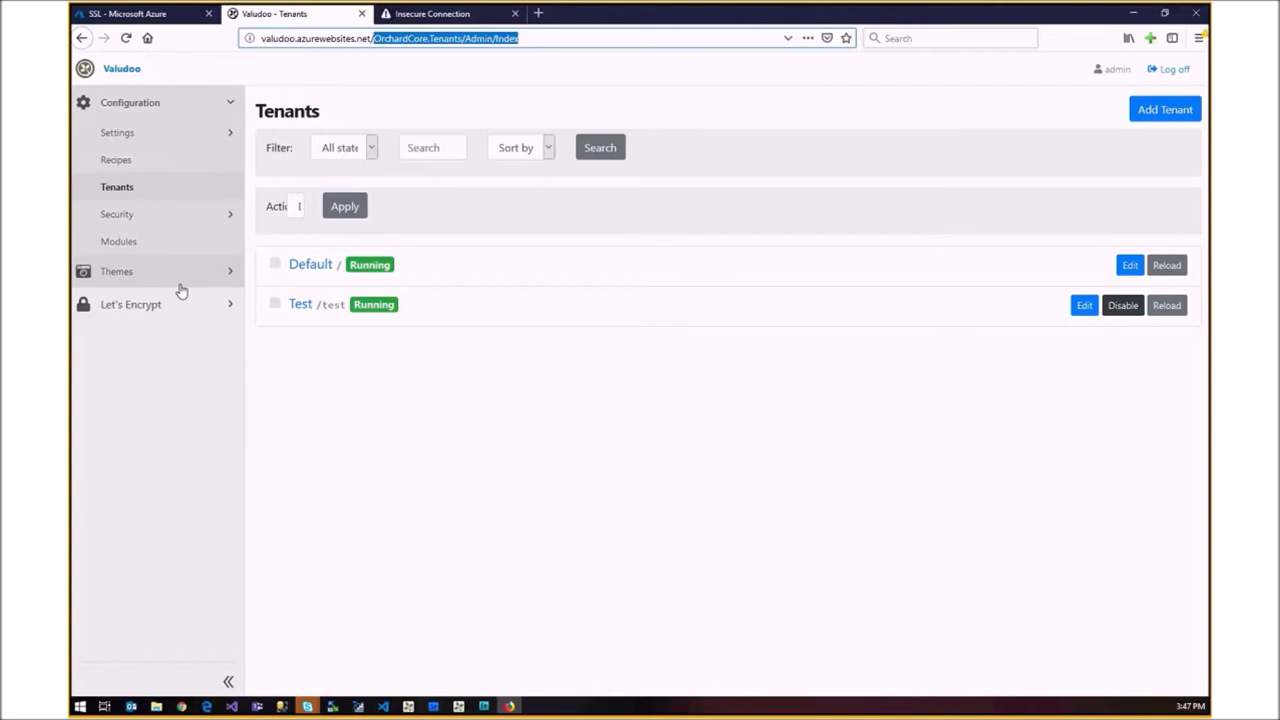 SSL - Microsoft Azure
Valudoo - Tenants
Insecure Connection
valudoo.azurewebsites.net/OrchardCore.Tenants/Admin/Index
Search
Valudoo
admin
Log off
Configuration
Settings
Recipes
Tenants
Security
Modules
Themes
Let's Encrypt
Tenants
Add Tenant
Filter: All state Search Sort by Search
Actic Apply
Default / Running
Edit Reload
Test /test Running
Edit Disable Reload
3:47 PM